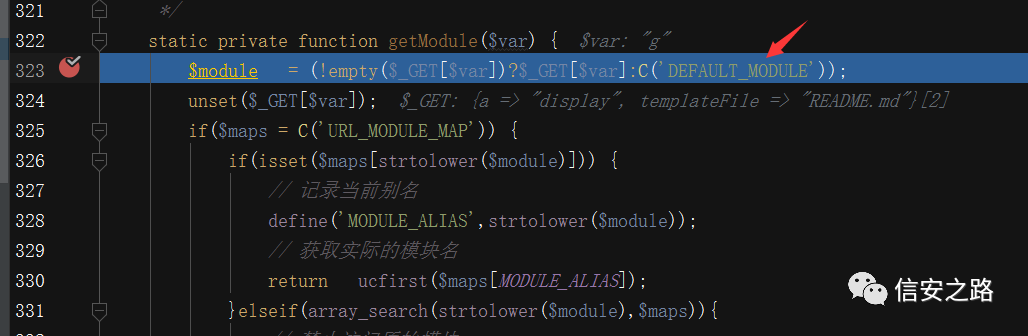 321 */
322 static private function getModule($var) { $var: "g"
323 $module = (!empty($_GET[$var])?$_GET[$var]:C('DEFAULT_MODULE'));
324 unset($_GET[$var]); $_GET: {a => "display", templateFile => "README.md"}[2]
325 if($maps = C('URL_MODULE_MAP')) {
326 if(isset($maps[strtolower($module)])) {
327 // 记录当前别名
328 define('MODULE_ALIAS',strtolower($module));
329 // 获取实际的模块名
330 return ucfirst($maps[MODULE_ALIAS]);
331 }elseif(array_search(strtolower($module),$maps)){
信安之路